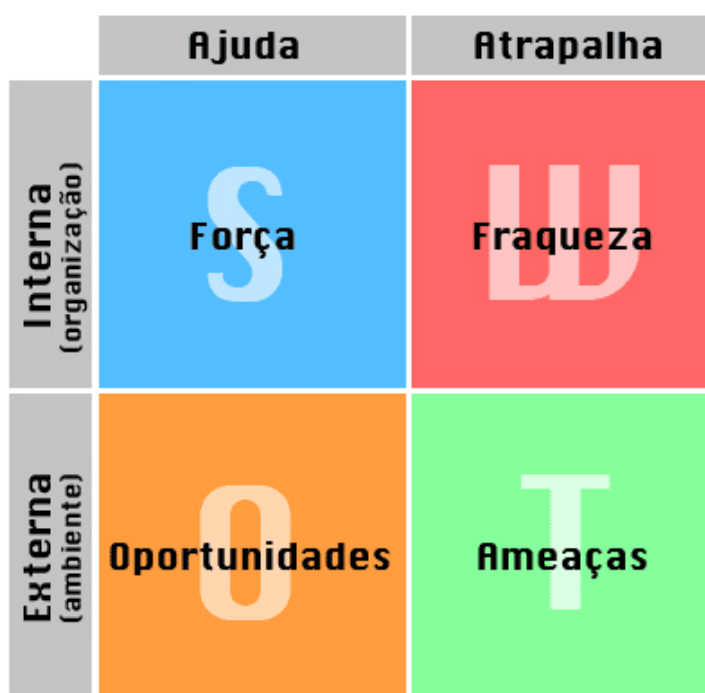 Ajuda
Atrapalha
Interna
(organização)
S
Força
W
Fraqueza
Externa
(ambiente)
O
Oportunidades
T
Ameaças